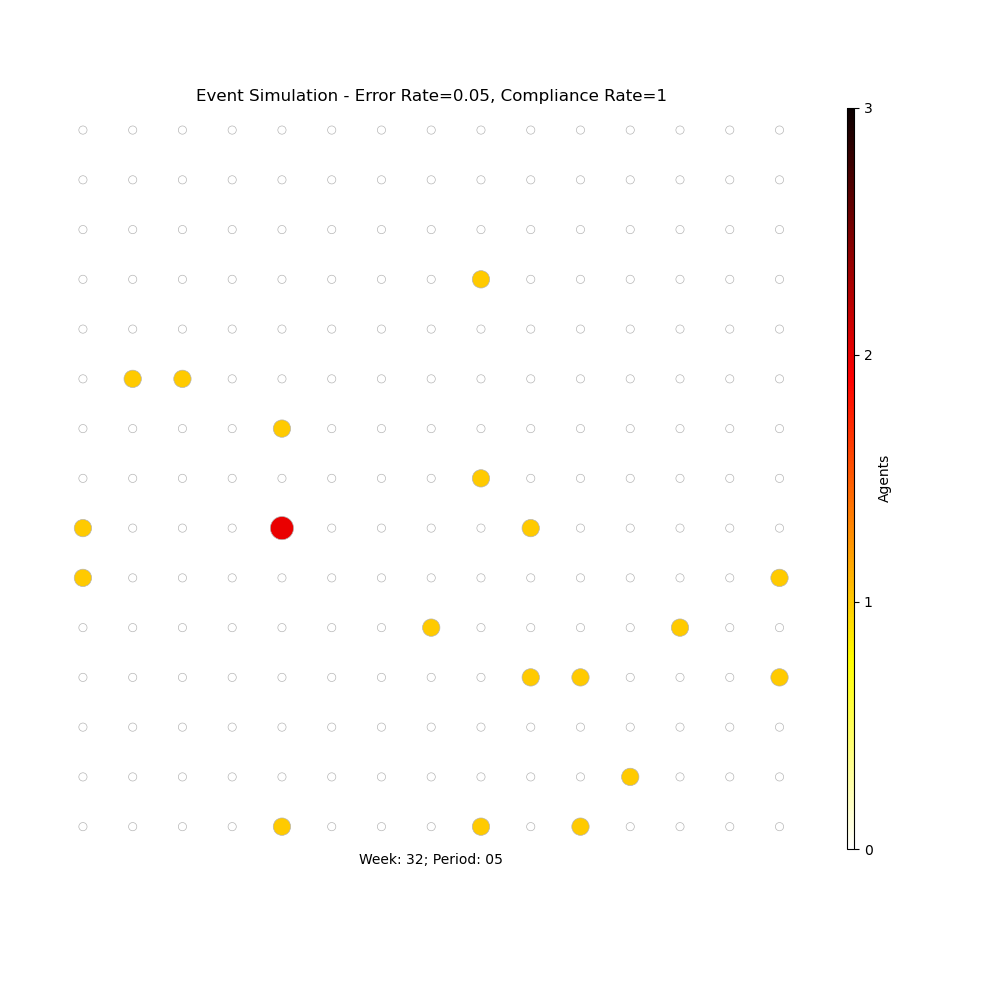 Event Simulation - Error Rate=0.05, Compliance Rate=1
3
2
Agents
1
0
Week: 32; Period: 05